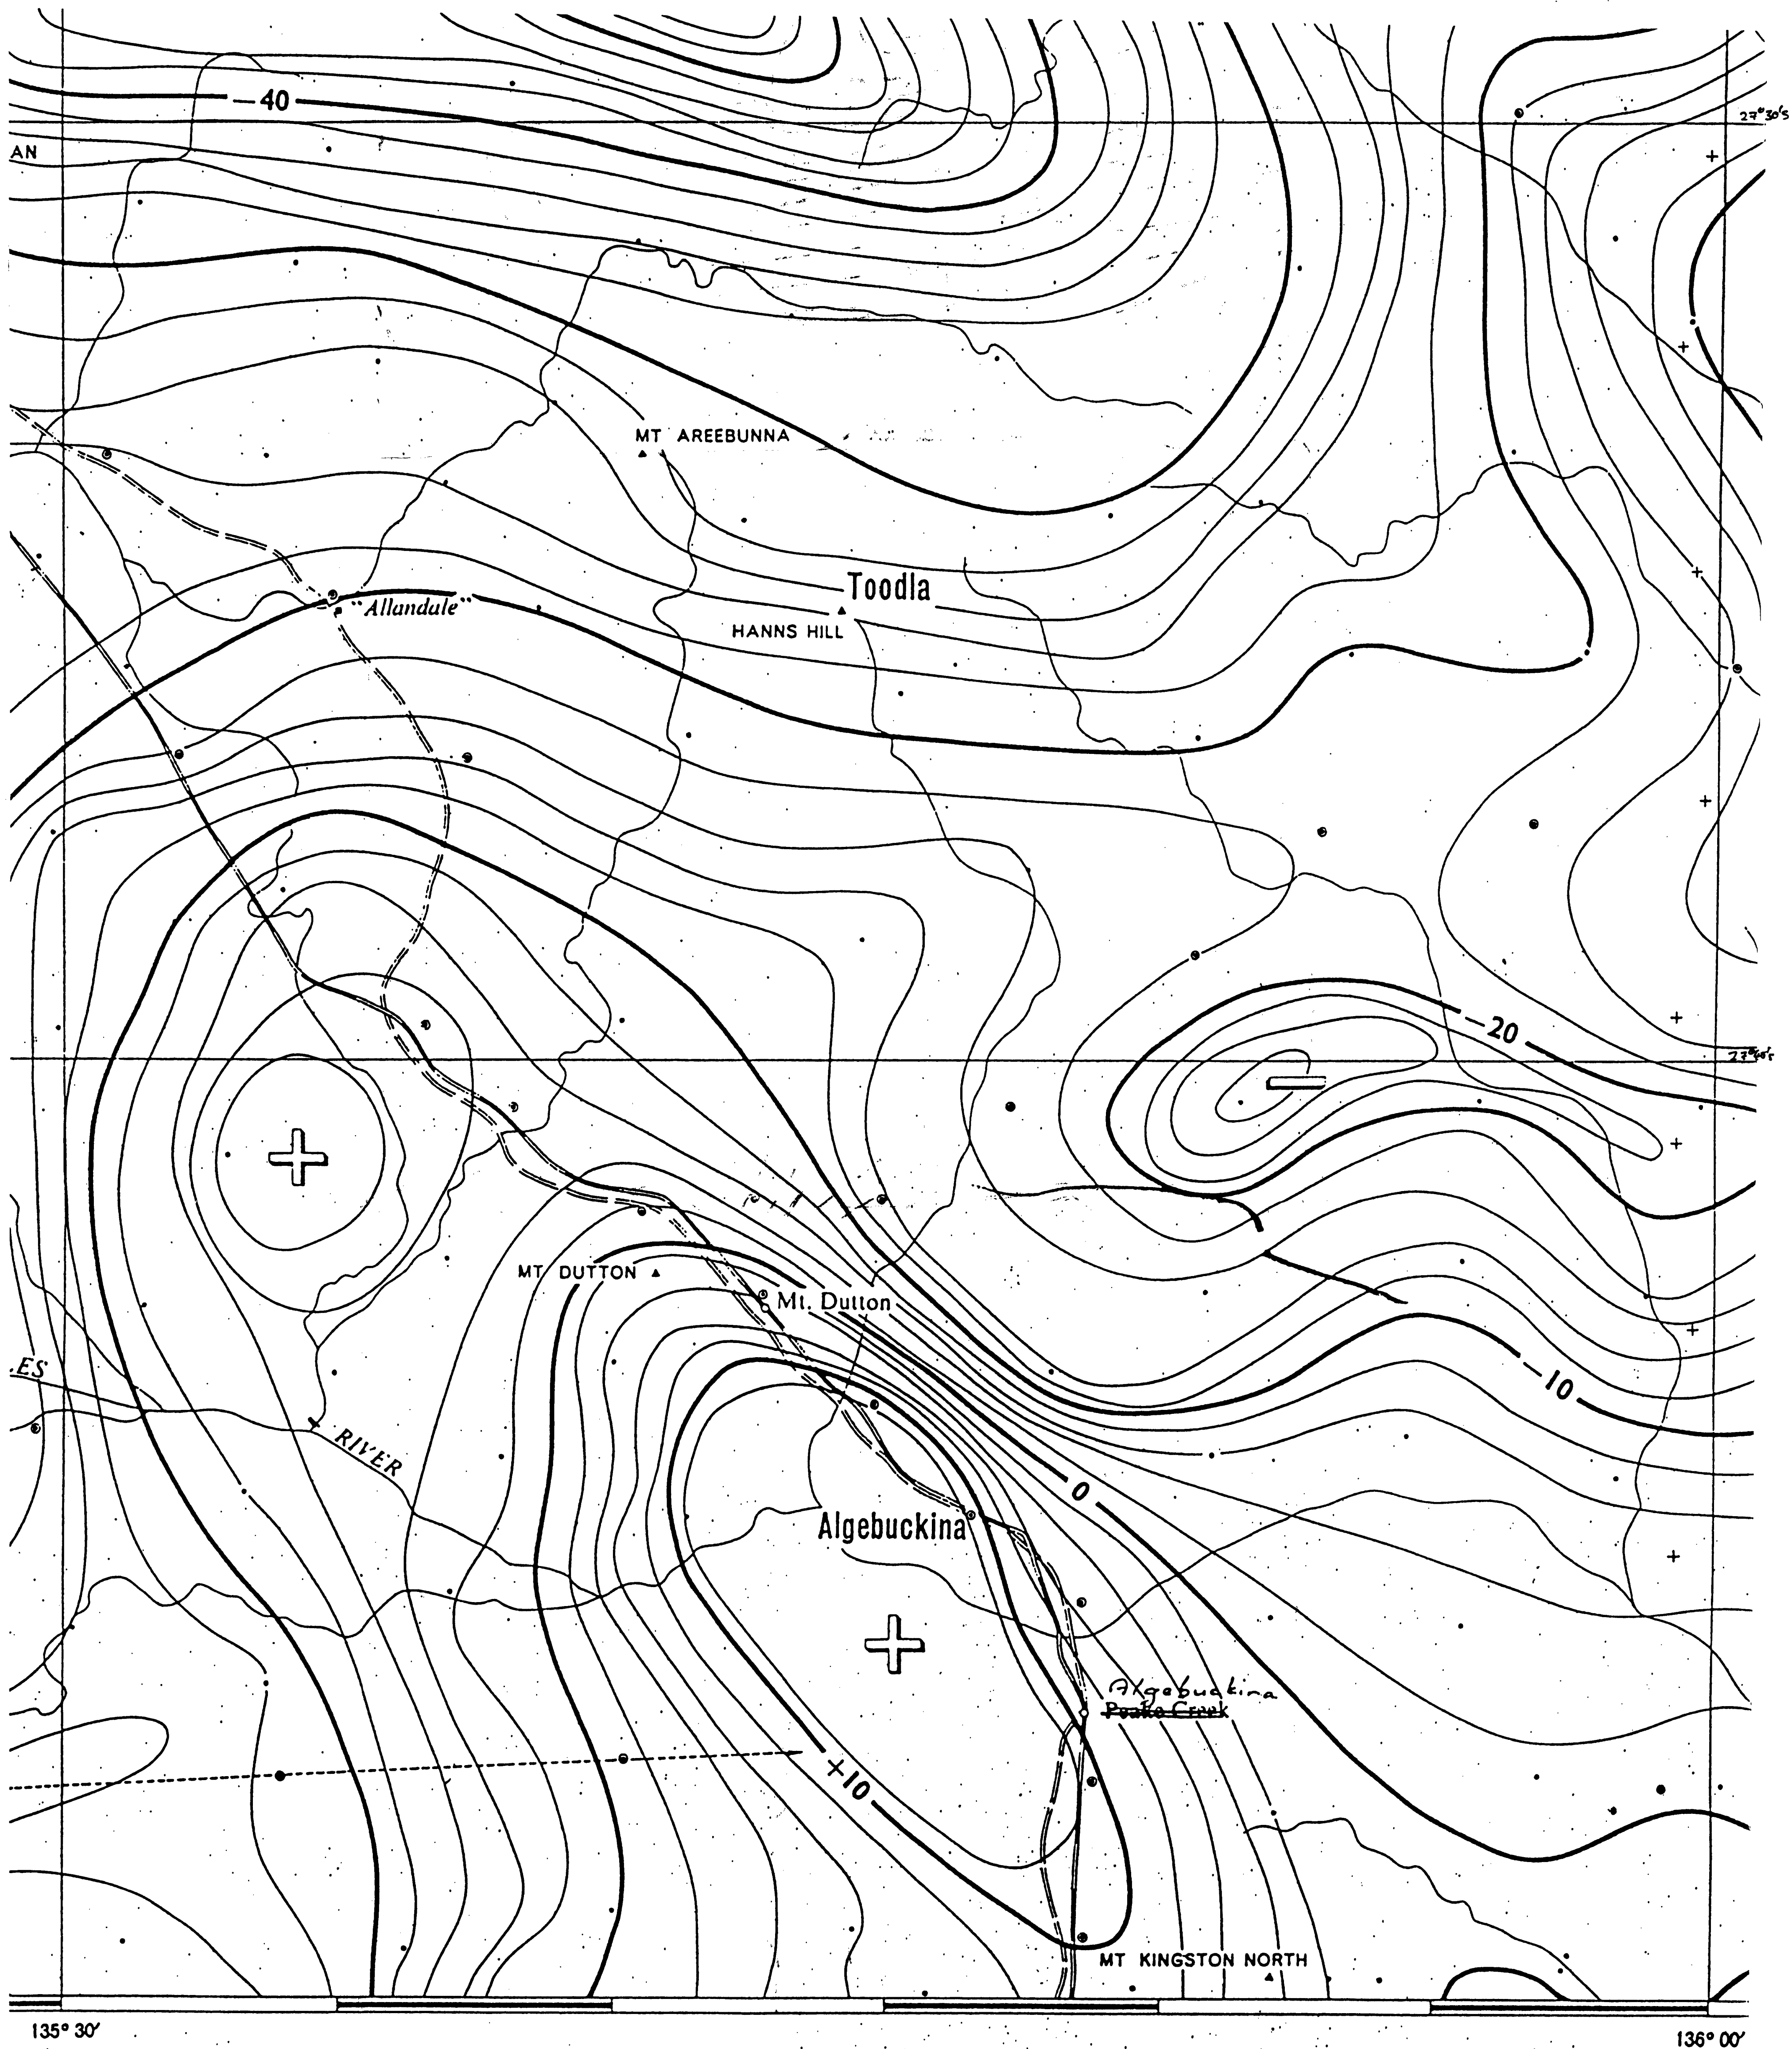 −40
27°30's
AN
MT AREEBUNNA
Toodla
"Allandale"
HANNS HILL
−20
27°40's
MT DUTTON
Mt. Dutton
ES
−10
RIVER
0
Algebuckina
Algebuckina
Peake Creek
+10
MT KINGSTON NORTH
135° 30′
136° 00′